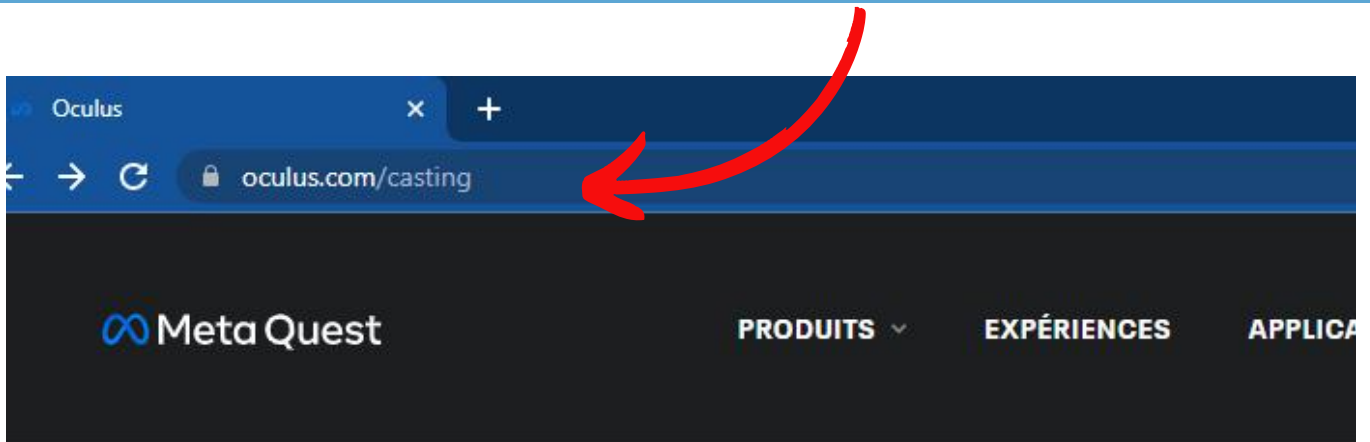 Oculus
oculus.com/casting
Meta Quest
PRODUITS EXPÉRIENCES APPLICA